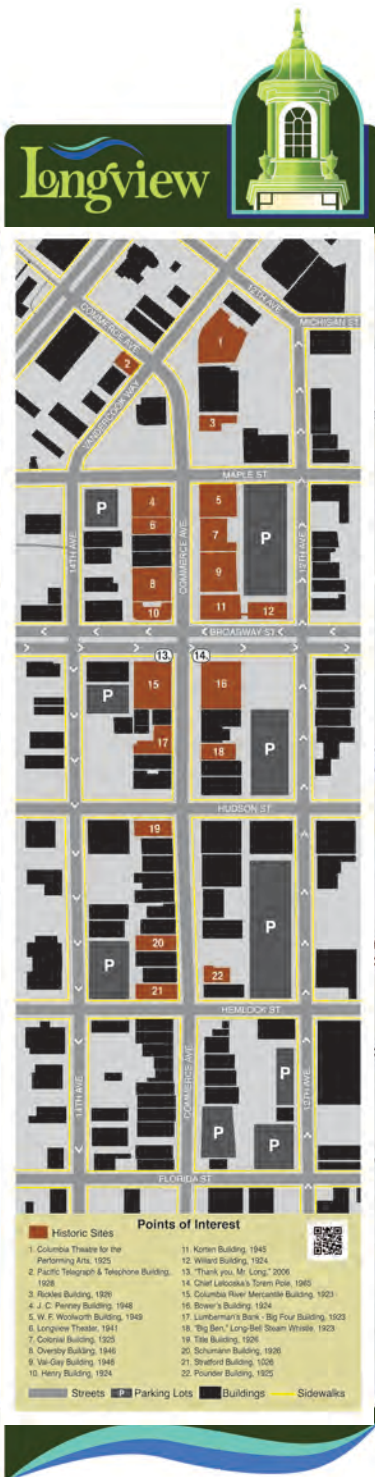 Longview
COMMERCE AVE.
12TH AVE.
MICHIGAN ST.
1
2
VANDERCOOK WAY
3
MAPLE ST.
P
4
5
6
7
P
14TH AVE.
COMMERCE AVE.
12TH AVE.
8
9
10
11
12
BROADWAY ST.
13.
14.
15
16
P
17
18
P
HUDSON ST.
19
20
P
P
21
22
HEMLOCK ST.
14TH AVE.
COMMERCE AVE.
12TH AVE.
P
P
P
FLORIDA ST.
Points of Interest
Historic Sites
1. Columbia Theatre for the
Performing Arts, 1925
2. Pacific Telegraph & Telephone Building,
1928
3. Rickles Building, 1926
4. J. C. Penney Building, 1948
5. W. F. Woolworth Building, 1949
6. Longview Theater, 1941
7. Colonial Building, 1925
8. Oversby Building, 1946
9. Val-Gay Building, 1946
10. Henry Building, 1924
11. Korten Building, 1945
12. Willard Building, 1924
13. "Thank you, Mr. Long," 2006
14. Chief Lelooska's Totem Pole, 1965
15. Columbia River Mercantile Building, 1923
16. Bower's Building, 1924
17. Lumberman's Bank - Big Four Building, 1923
18. "Big Ben," Long-Bell Steam Whistle, 1923
19. Title Building, 1926
20. Schumann Building, 1926
21. Stratford Building, 1026
22. Pounder Building, 1925
Streets P Parking Lots Buildings Sidewalks